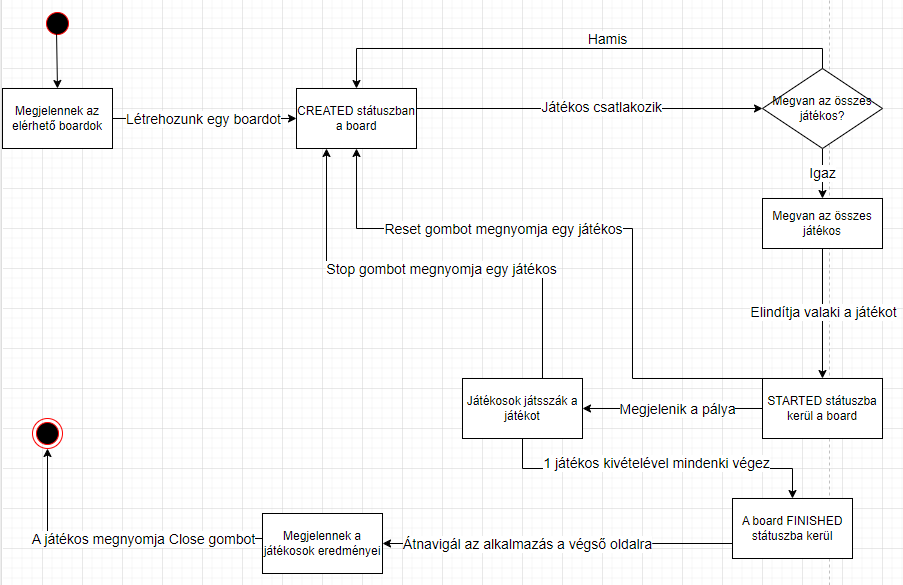 Hamis
Megjelennek az
elérhető boardok
Létrehozunk egy boardot
CREATED státuszban
a board
Játékos csatlakozik
Megvan az összes
játékos?
Igaz
Megvan az összes
játékos
Reset gombot megnyomja egy játékos
Stop gombot megnyomja egy játékos
Elindítja valaki a játékot
Játékosok játsszák a
játékot
Megjelenik a pálya
STARTED státuszba
kerül a board
1 játékos kivételével mindenki végez
A board FINISHED
státuszba kerül
Átnavigál az alkalmazás a végső oldalra
Megjelennek a
játékosok eredményei
A játékos megnyomja Close gombot